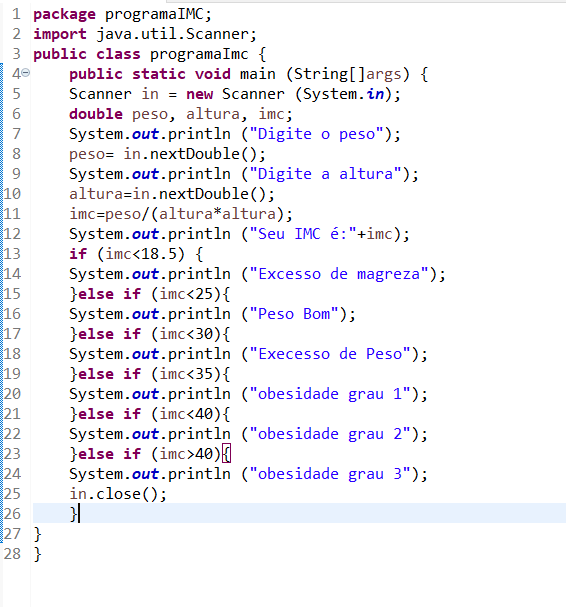 1 package programaIMC;
2 import java.util.Scanner;
3 public class programaImc {
4 public static void main (String[]args) {
5 Scanner in = new Scanner (System.in);
6 double peso, altura, imc;
7 System.out.println ("Digite o peso");
8 peso= in.nextDouble();
9 System.out.println ("Digite a altura");
10 altura=in.nextDouble();
11 imc=peso/(altura*altura);
12 System.out.println ("Seu IMC é:"+imc);
13 if (imc<18.5) {
14 System.out.println ("Excesso de magreza");
15 }else if (imc<25){
16 System.out.println ("Peso Bom");
17 }else if (imc<30){
18 System.out.println ("Execesso de Peso");
19 }else if (imc<35){
20 System.out.println ("obesidade grau 1");
21 }else if (imc<40){
22 System.out.println ("obesidade grau 2");
23 }else if (imc>40){
24 System.out.println ("obesidade grau 3");
25 in.close();
26 }
27 }
28 }